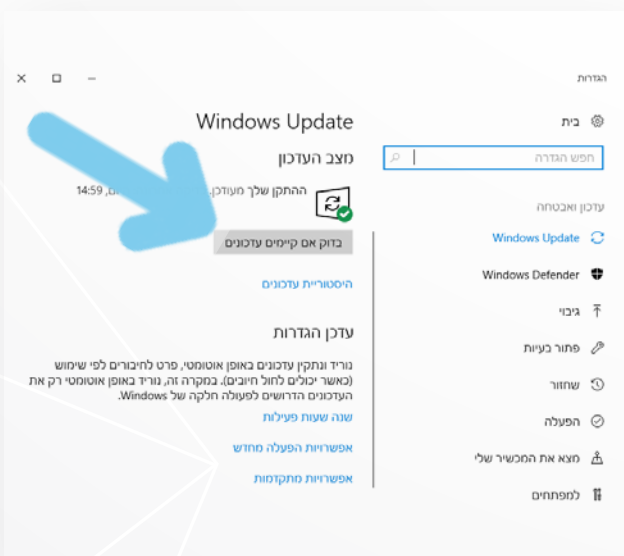 הגדרות
בית
חפש הגדרה
עדכון ואבטחה
Windows Update
Windows Defender
גיבוי
פתור בעיות
שחזור
הפעלה
מצא את המכשיר שלי
למפתחים
Windows Update
מצב העדכון
ההתקן שלך מעודכן. 14:59
בדוק אם קיימים עדכונים
היסטוריית עדכונים
עדכן הגדרות
נוריד ונתקין עדכונים באופן אוטומטי, פרט לחיבורים לפי שימוש
(כאשר יכולים לחול חיובים). במקרה זה, נוריד באופן אוטומטי רק את
העדכונים הדרושים לפעולה חלקה של Windows.
שנה שעות פעילות
אפשרויות הפעלה מחדש
אפשרויות מתקדמות